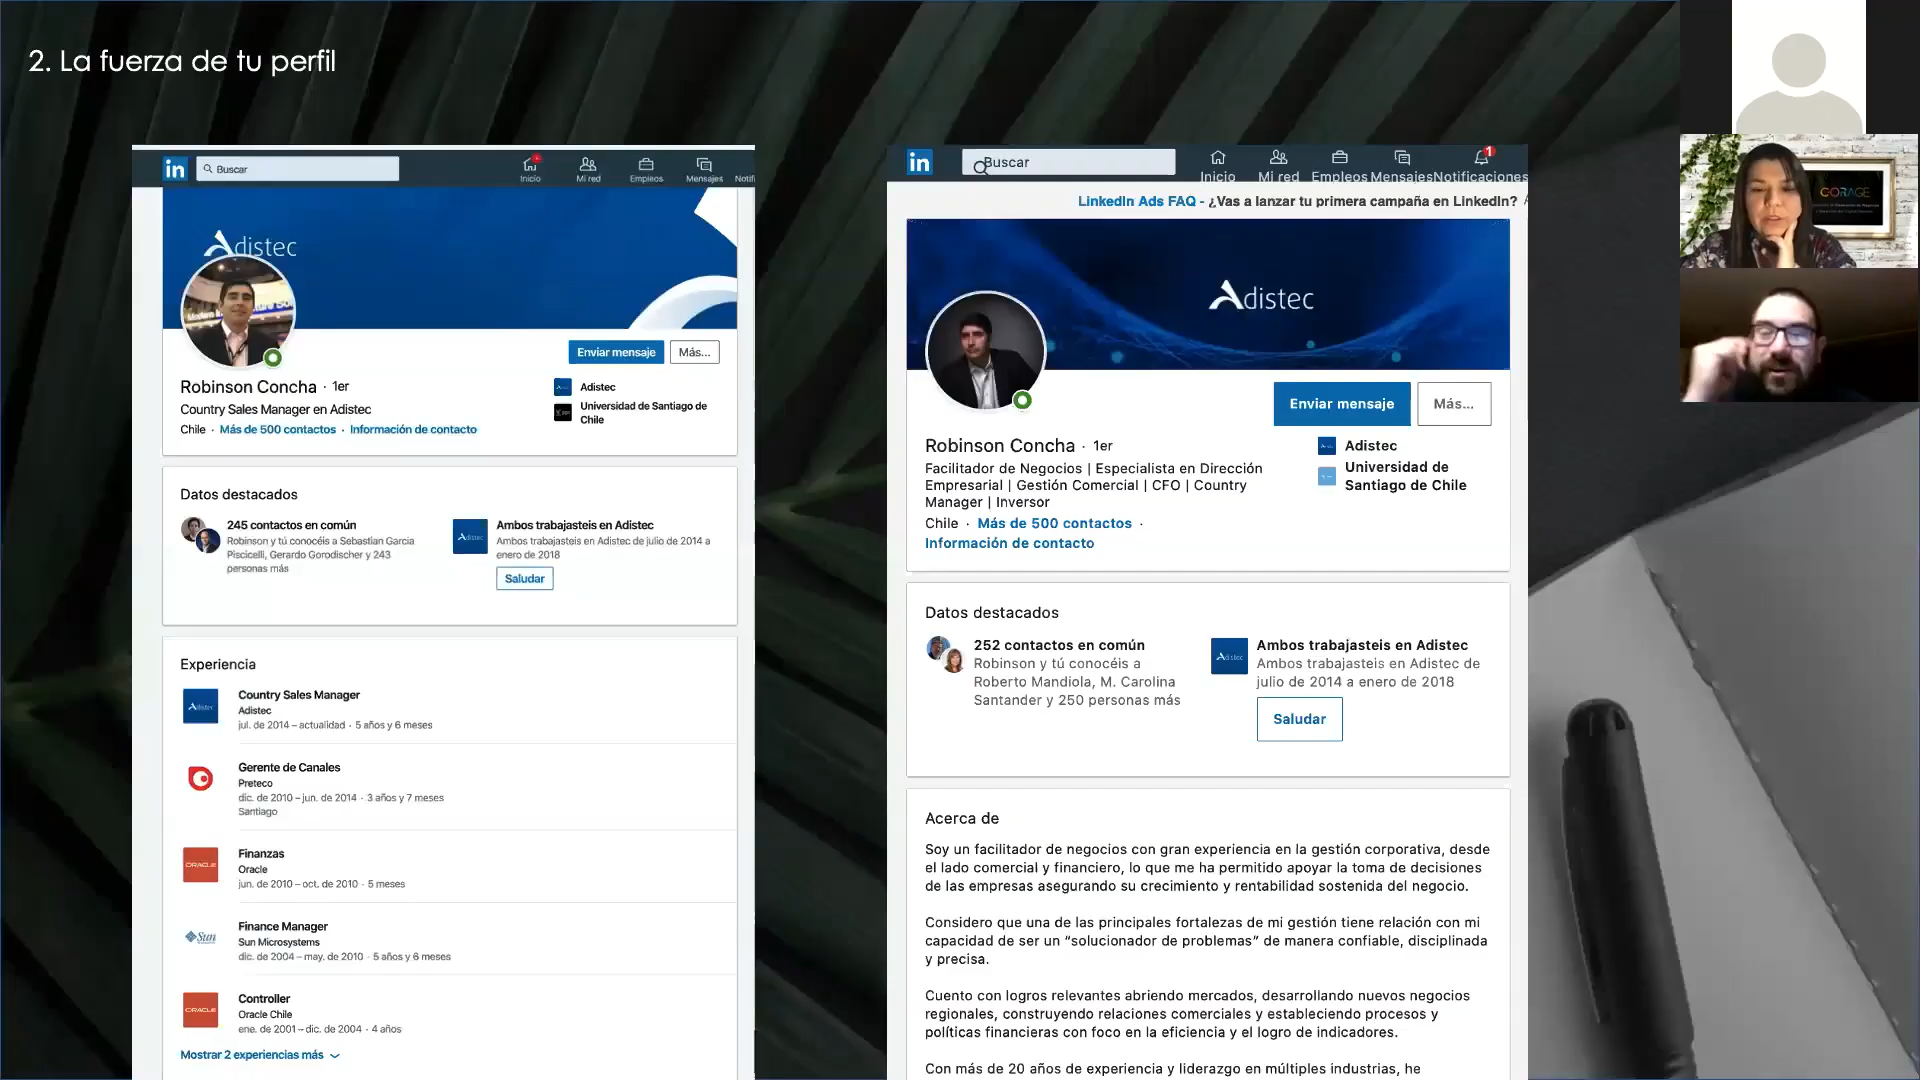 2. La fuerza de tu perfil
in
Buscar
Inicio
Mi red
Empleos
Mensajes
Notif
Adistec
Enviar mensaje
Más...
Robinson Concha · 1er
Country Sales Manager en Adistec
Chile · Más de 500 contactos · Información de contacto
Adistec
Universidad de Santiago de
Chile
Datos destacados
245 contactos en común
Robinson y tú conocéis a Sebastian Garcia
Piscicelli, Gerardo Gorodischer y 243
personas más
Adistec
Ambos trabajasteis en Adistec
Ambos trabajasteis en Adistec de julio de 2014 a
enero de 2018
Saludar
Experiencia
Adistec
Country Sales Manager
Adistec
jul. de 2014 – actualidad · 5 años y 6 meses
Gerente de Canales
Preteco
dic. de 2010 – jun. de 2014 · 3 años y 7 meses
Santiago
ORACLE
Finanzas
Oracle
jun. de 2010 – oct. de 2010 · 5 meses
Sun
Finance Manager
Sun Microsystems
dic. de 2004 – may. de 2010 · 5 años y 6 meses
ORACLE
Controller
Oracle Chile
ene. de 2001 – dic. de 2004 · 4 años
Mostrar 2 experiencias más
in
Buscar
Inicio
Mi red
Empleos
Mensajes
1
Notificaciones
LinkedIn Ads FAQ - ¿Vas a lanzar tu primera campaña en LinkedIn?
Adistec
Enviar mensaje
Más...
Robinson Concha · 1er
Facilitador de Negocios | Especialista en Dirección
Empresarial | Gestión Comercial | CFO | Country
Manager | Inversor
Chile · Más de 500 contactos ·
Información de contacto
Adistec
Universidad de
Santiago de Chile
Datos destacados
252 contactos en común
Robinson y tú conocéis a
Roberto Mandiola, M. Carolina
Santander y 250 personas más
Adistec
Ambos trabajasteis en Adistec
Ambos trabajasteis en Adistec de
julio de 2014 a enero de 2018
Saludar
Acerca de
Soy un facilitador de negocios con gran experiencia en la gestión corporativa, desde
el lado comercial y financiero, lo que me ha permitido apoyar la toma de decisiones
de las empresas asegurando su crecimiento y rentabilidad sostenida del negocio.
Considero que una de las principales fortalezas de mi gestión tiene relación con mi
capacidad de ser un “solucionador de problemas” de manera confiable, disciplinada
y precisa.
Cuento con logros relevantes abriendo mercados, desarrollando nuevos negocios
regionales, construyendo relaciones comerciales y estableciendo procesos y
políticas financieras con foco en la eficiencia y el logro de indicadores.
Con más de 20 años de experiencia y liderazgo en múltiples industrias, he
CORAGE